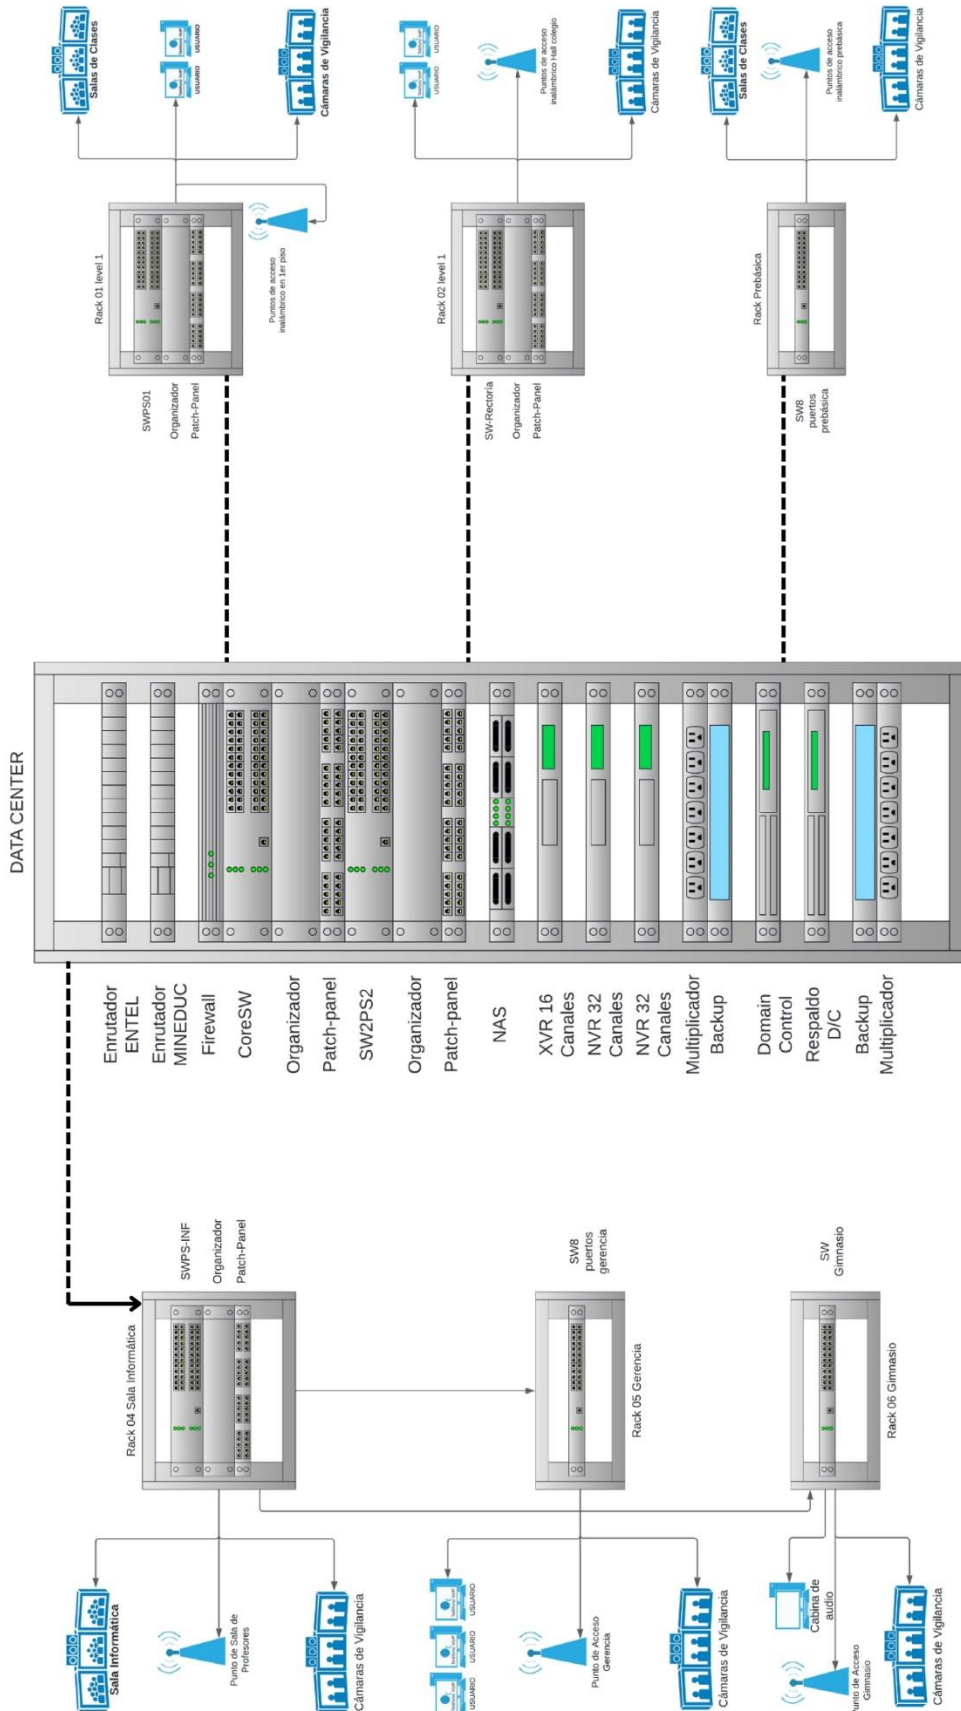 Salas de Clases
USUARIO
USUARIO
Cámaras de Vigilancia
Puntos de acceso
inalámbrico en 1er piso
Rack 01 level 1
SWPS01
Organizador
Patch-Panel
USUARIO
USUARIO
Puntos de acceso
inalámbrico Hall colegio
Cámaras de Vigilancia
Rack 02 level 1
SW-Rectoría
Organizador
Patch-Panel
Salas de Clases
Puntos de acceso
inalámbrico prebásica
Cámaras de Vigilancia
Rack Prebásica
SW8
puertos
prebásica
DATA CENTER
Enrutador
ENTEL
Enrutador
MINEDUC
Firewall
CoreSW
Organizador
Patch-panel
SW2PS2
Organizador
Patch-panel
NAS
XVR 16
Canales
NVR 32
Canales
NVR 32
Canales
Multiplicador
Backup
Domain
Control
Respaldo
D/C
Backup
Multiplicador
Rack 04 Sala Informática
SWPS-INF
Organizador
Patch-Panel
Sala Informática
Punto de Sala de
Profesores
Cámaras de Vigilancia
Rack 05 Gerencia
SW8
puertos
gerencia
USUARIO
USUARIO
USUARIO
Punto de Acceso
Gerencia
Cámaras de Vigilancia
Rack 06 Gimnasio
SW
Gimnasio
Cabina de
audio
Punto de Acceso
Gimnasio
Cámaras de Vigilancia